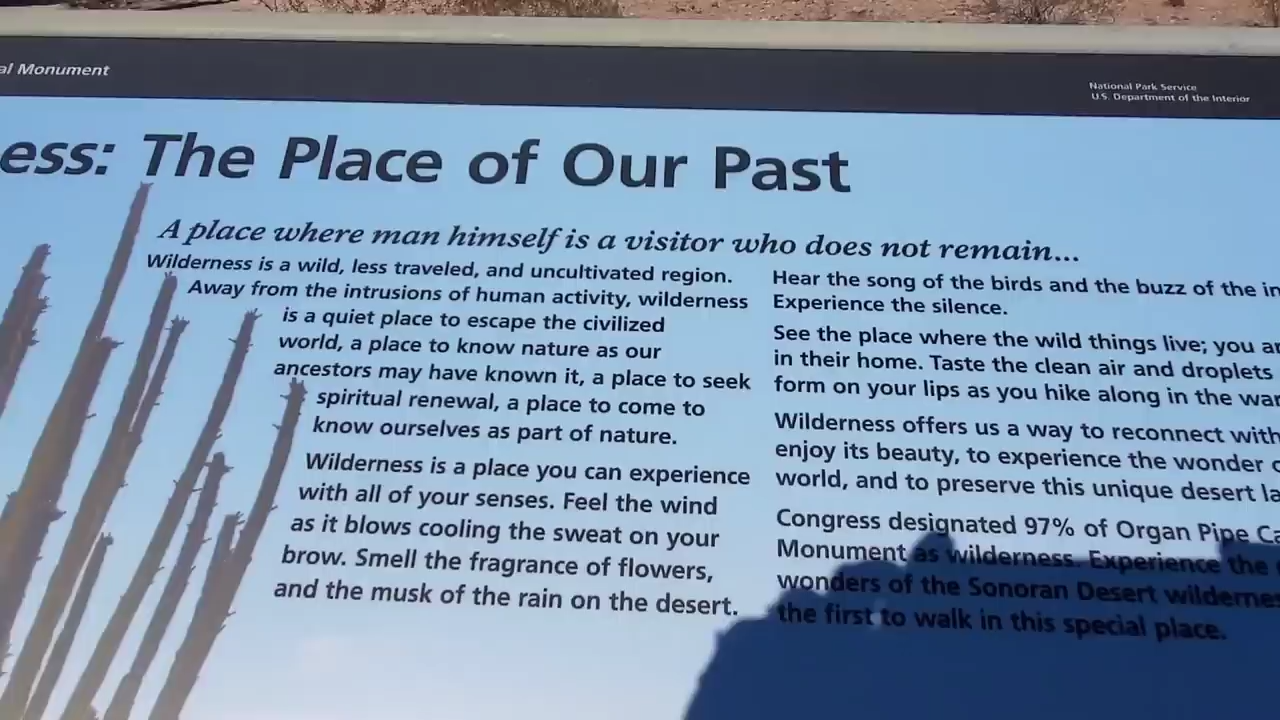 al Monument
National Park Service
U.S. Department of the Interior
ess: The Place of Our Past
A place where man himself is a visitor who does not remain...
Wilderness is a wild, less traveled, and uncultivated region.
Away from the intrusions of human activity, wilderness
is a quiet place to escape the civilized
world, a place to know nature as our
ancestors may have known it, a place to seek
spiritual renewal, a place to come to
know ourselves as part of nature.
Wilderness is a place you can experience
with all of your senses. Feel the wind
as it blows cooling the sweat on your
brow. Smell the fragrance of flowers,
and the musk of the rain on the desert.
Hear the song of the birds and the buzz of the in
Experience the silence.
See the place where the wild things live; you ar
in their home. Taste the clean air and droplets
form on your lips as you hike along in the war
Wilderness offers us a way to reconnect with
enjoy its beauty, to experience the wonder
world, and to preserve this unique desert la
Congress designated 97% of Organ Pipe Ca
Monument as wilderness. Experience the
wonders of the Sonoran Desert wildernes
the first to walk in this special place.